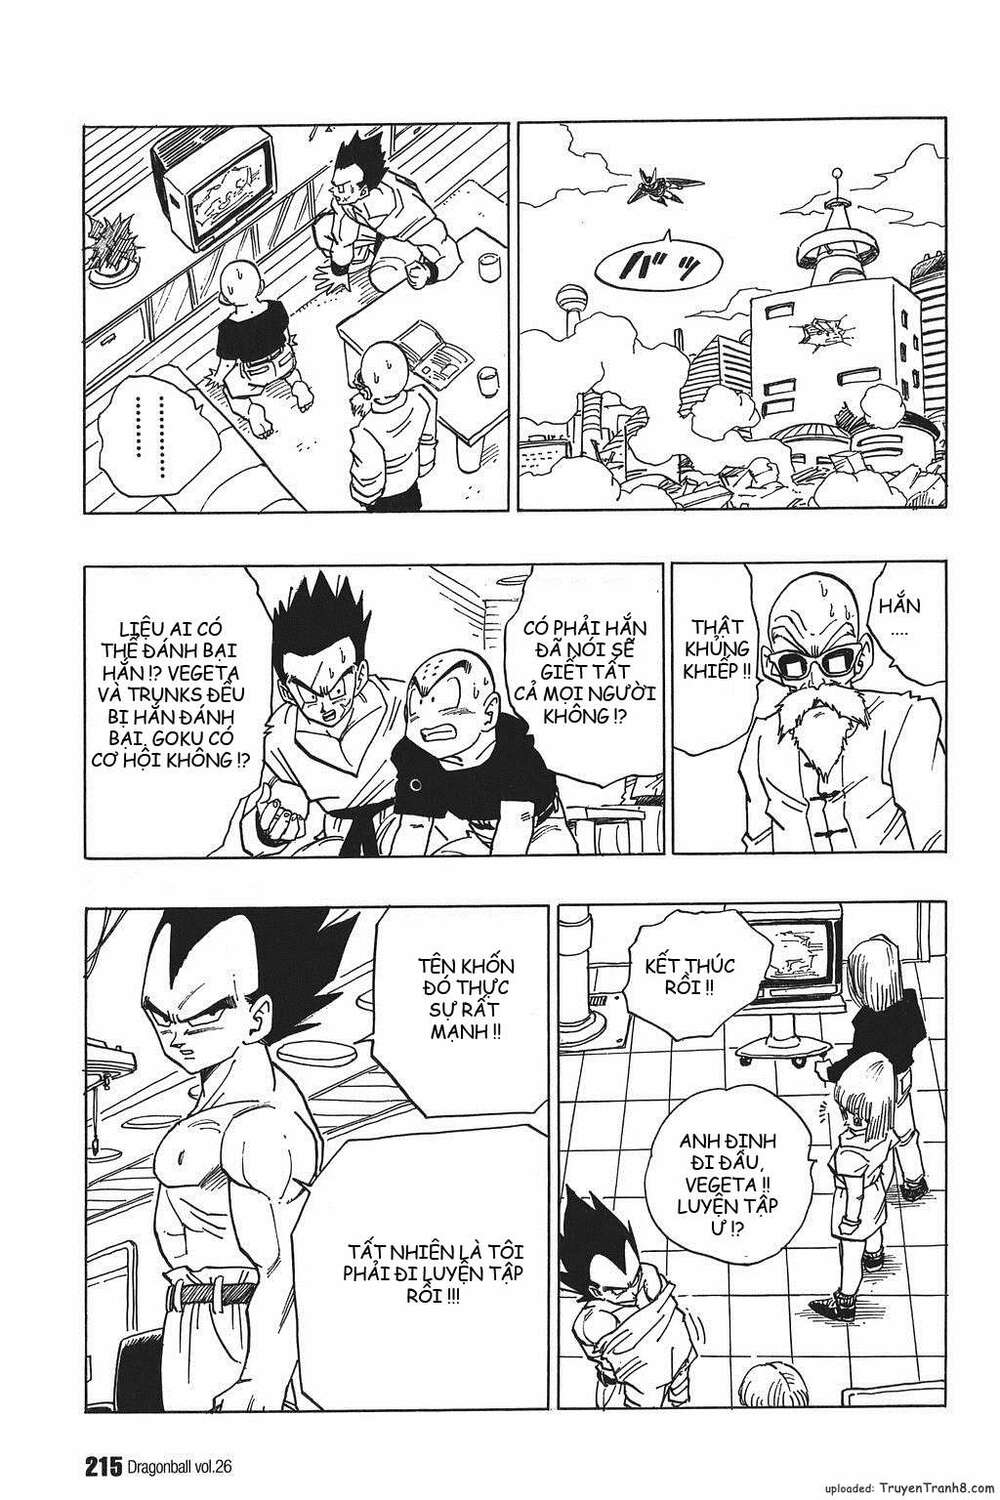 バッ
............
HẮN
....
THẬT
KHỦNG
KHIẾP !!
CÓ PHẢI HẮN
ĐÃ NÓI SẼ
GIẾT TẤT
CẢ MỌI NGƯỜI
KHÔNG !?
LIỆU AI CÓ
THỂ ĐÁNH BẠI
HẮN !? VEGETA
VÀ TRUNKS ĐỀU
BỊ HẮN ĐÁNH
BẠI, GOKU CÓ
CƠ HỘI KHÔNG !?
KẾT THÚC
RỒI !!
ANH ĐỊNH
ĐI ĐÂU,
VEGETA !!
LUYỆN TẬP
Ư !?
TÊN KHỐN
ĐÓ THỰC
SỰ RẤT
MẠNH !!
TẤT NHIÊN LÀ TÔI
PHẢI ĐI LUYỆN TẬP
RỒI !!!
215 Dragonball vol.26
uploaded: TruyenTranh8.com